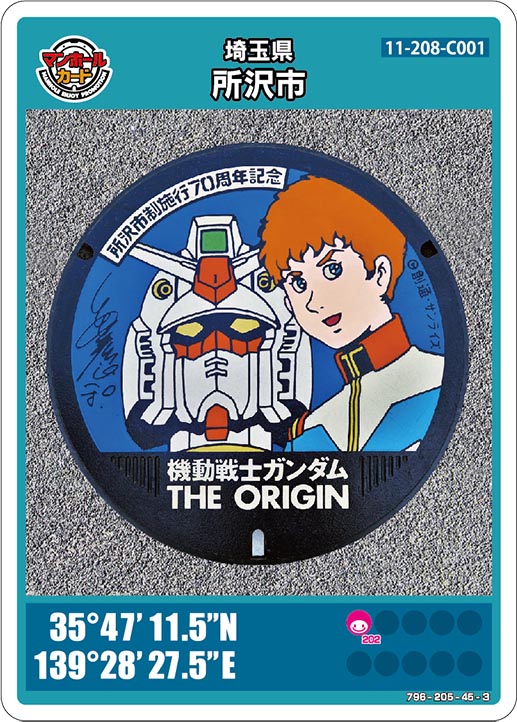 マンホール
カード
MANHOLE RIDDY PROMOTION
埼玉県
所沢市
11-208-C001
所沢市制施行70周年記念
©創通・サンライズ
機動戦士ガンダム
THE ORIGIN
35°47’11.5”N
139°28’27.5”E
202
796-205-45-3